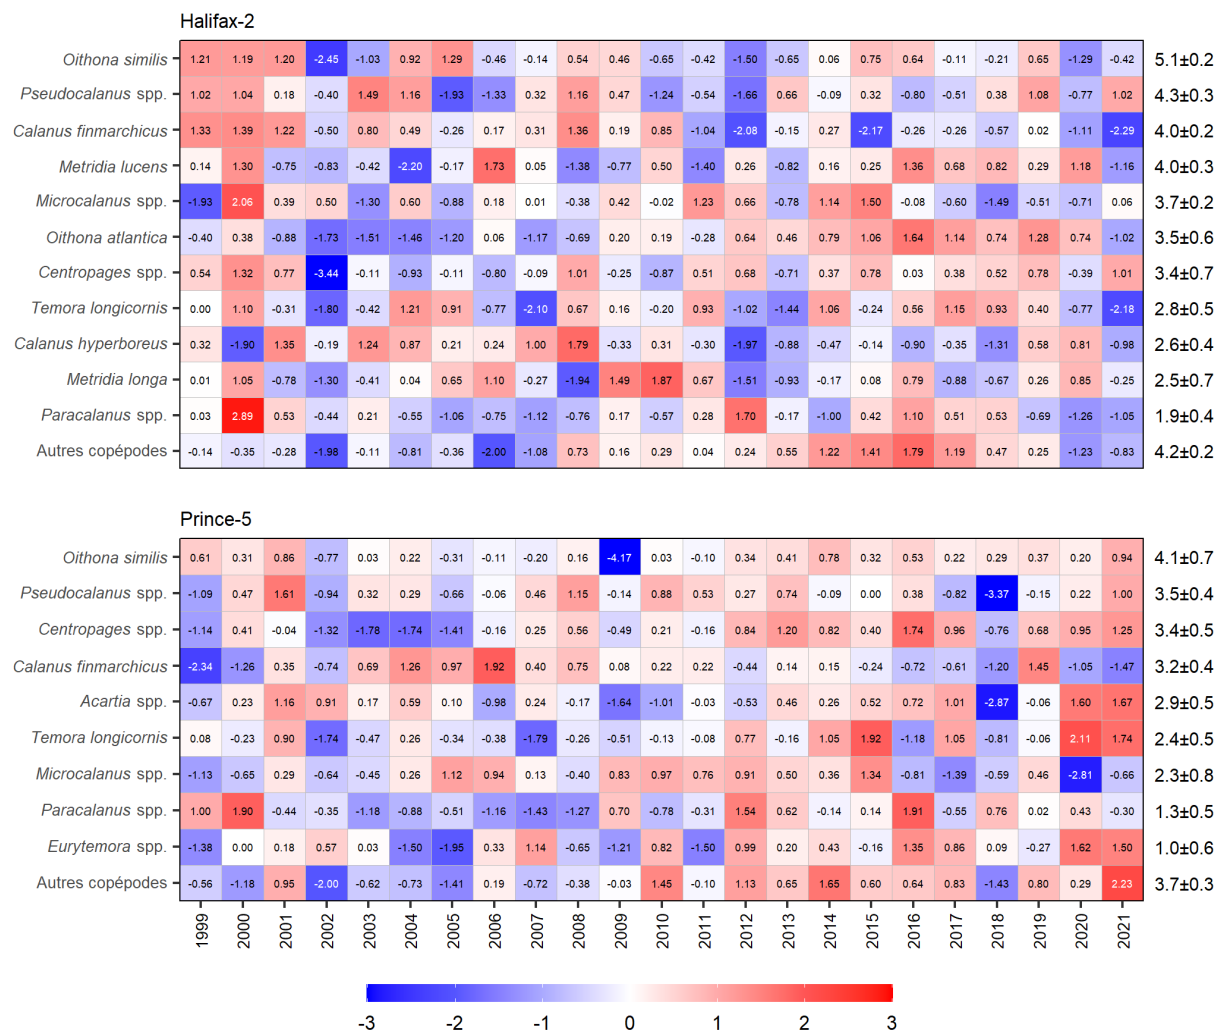 Halifax-2
Oithona similis 1.21 1.19 1.20 -2.45 -1.03 0.92 1.29 -0.46 -0.14 0.54 0.46 -0.65 -0.42 -1.50 -0.65 0.06 0.75 0.64 -0.11 -0.21 0.65 -1.29 -0.42 5.1±0.2
Pseudocalanus spp. 1.02 1.04 0.18 -0.40 1.49 1.16 -1.93 -1.33 0.32 1.16 0.47 -1.24 -0.54 -1.66 0.66 -0.09 0.32 -0.80 -0.51 0.38 1.08 -0.77 1.02 4.3±0.3
Calanus finmarchicus 1.33 1.39 1.22 -0.50 0.80 0.49 -0.26 0.17 0.31 1.36 0.19 0.85 -1.04 -2.08 -0.15 0.27 -2.17 -0.26 -0.26 -0.57 0.02 -1.11 -2.29 4.0±0.2
Metridia lucens 0.14 1.30 -0.75 -0.83 -0.42 -2.20 -0.17 1.73 0.05 -1.38 -0.77 0.50 -1.40 0.26 -0.82 0.16 0.25 1.36 0.68 0.82 0.29 1.18 -1.16 4.0±0.3
Microcalanus spp. -1.93 2.06 0.39 0.50 -1.30 0.60 -0.88 0.18 0.01 -0.38 0.42 -0.02 1.23 0.66 -0.78 1.14 1.50 -0.08 -0.60 -1.49 -0.51 -0.71 0.06 3.7±0.2
Oithona atlantica -0.40 0.38 -0.88 -1.73 -1.51 -1.46 -1.20 0.06 -1.17 -0.69 0.20 0.19 -0.28 0.64 0.46 0.79 1.06 1.64 1.14 0.74 1.28 0.74 -1.02 3.5±0.6
Centropages spp. 0.54 1.32 0.77 -3.44 -0.11 -0.93 -0.11 -0.80 -0.09 1.01 -0.25 -0.87 0.51 0.68 -0.71 0.37 0.78 0.03 0.38 0.52 0.78 -0.39 1.01 3.4±0.7
Temora longicornis 0.00 1.10 -0.31 -1.80 -0.42 1.21 0.91 -0.77 -2.10 0.67 0.16 -0.20 0.93 -1.02 -1.44 1.06 -0.24 0.56 1.15 0.93 0.40 -0.77 -2.18 2.8±0.5
Calanus hyperboreus 0.32 -1.90 1.35 -0.19 1.24 0.87 0.21 0.24 1.00 1.79 -0.33 0.31 -0.30 -1.97 -0.88 -0.47 -0.14 -0.90 -0.35 -1.31 0.58 0.81 -0.98 2.6±0.4
Metridia longa 0.01 1.05 -0.78 -1.30 -0.41 0.04 0.65 1.10 -0.27 -1.94 1.49 1.87 0.67 -1.51 -0.93 -0.17 0.08 0.79 -0.88 -0.67 0.26 0.85 -0.25 2.5±0.7
Paracalanus spp. 0.03 2.89 0.53 -0.44 0.21 -0.55 -1.06 -0.75 -1.12 -0.76 0.17 -0.57 0.28 1.70 -0.17 -1.00 0.42 1.10 0.51 0.53 -0.69 -1.26 -1.05 1.9±0.4
Autres copépodes -0.14 -0.35 -0.28 -1.98 -0.11 -0.81 -0.36 -2.00 -1.08 0.73 0.16 0.29 0.04 0.24 0.55 1.22 1.41 1.79 1.19 0.47 0.25 -1.23 -0.83 4.2±0.2
Prince-5
Oithona similis 0.61 0.31 0.86 -0.77 0.03 0.22 -0.31 -0.11 -0.20 0.16 -4.17 0.03 -0.10 0.34 0.41 0.78 0.32 0.53 0.22 0.29 0.37 0.20 0.94 4.1±0.7
Pseudocalanus spp. -1.09 0.47 1.61 -0.94 0.32 0.29 -0.66 -0.06 0.46 1.15 -0.14 0.88 0.53 0.27 0.74 -0.09 0.00 0.38 -0.82 -3.37 -0.15 0.22 1.00 3.5±0.4
Centropages spp. -1.14 0.41 -0.04 -1.32 -1.78 -1.74 -1.41 -0.16 0.25 0.56 -0.49 0.21 -0.16 0.84 1.20 0.82 0.40 1.74 0.96 -0.76 0.68 0.95 1.25 3.4±0.5
Calanus finmarchicus -2.34 -1.26 0.35 -0.74 0.69 1.26 0.97 1.92 0.40 0.75 0.08 0.22 0.22 -0.44 0.14 0.15 -0.24 -0.72 -0.61 -1.20 1.45 -1.05 -1.47 3.2±0.4
Acartia spp. -0.67 0.23 1.16 0.91 0.17 0.59 0.10 -0.98 0.24 -0.17 -1.64 -1.01 -0.03 -0.53 0.46 0.26 0.52 0.72 1.01 -2.87 -0.06 1.60 1.67 2.9±0.5
Temora longicornis 0.08 -0.23 0.90 -1.74 -0.47 0.26 -0.34 -0.38 -1.79 -0.26 -0.51 -0.13 -0.08 0.77 -0.16 1.05 1.92 -1.18 1.05 -0.81 -0.06 2.11 1.74 2.4±0.5
Microcalanus spp. -1.13 -0.65 0.29 -0.64 -0.45 0.26 1.12 0.94 0.13 -0.40 0.83 0.97 0.76 0.91 0.50 0.36 1.34 -0.81 -1.39 -0.59 0.46 -2.81 -0.66 2.3±0.8
Paracalanus spp. 1.00 1.90 -0.44 -0.35 -1.18 -0.88 -0.51 -1.16 -1.43 -1.27 0.70 -0.78 -0.31 1.54 0.62 -0.14 0.14 1.91 -0.55 0.76 0.02 0.43 -0.30 1.3±0.5
Eurytemora spp. -1.38 0.00 0.18 0.57 0.03 -1.50 -1.95 0.33 1.14 -0.65 -1.21 0.82 -1.50 0.99 0.20 0.43 -0.16 1.35 0.86 0.09 -0.27 1.62 1.50 1.0±0.6
Autres copépodes -0.56 -1.18 0.95 -2.00 -0.62 -0.73 -1.41 0.19 -0.72 -0.38 -0.03 1.45 -0.10 1.13 0.65 1.65 0.60 0.64 0.83 -1.43 0.80 0.29 2.23 3.7±0.3
1999 2000 2001 2002 2003 2004 2005 2006 2007 2008 2009 2010 2011 2012 2013 2014 2015 2016 2017 2018 2019 2020 2021
-3 -2 -1 0 1 2 3